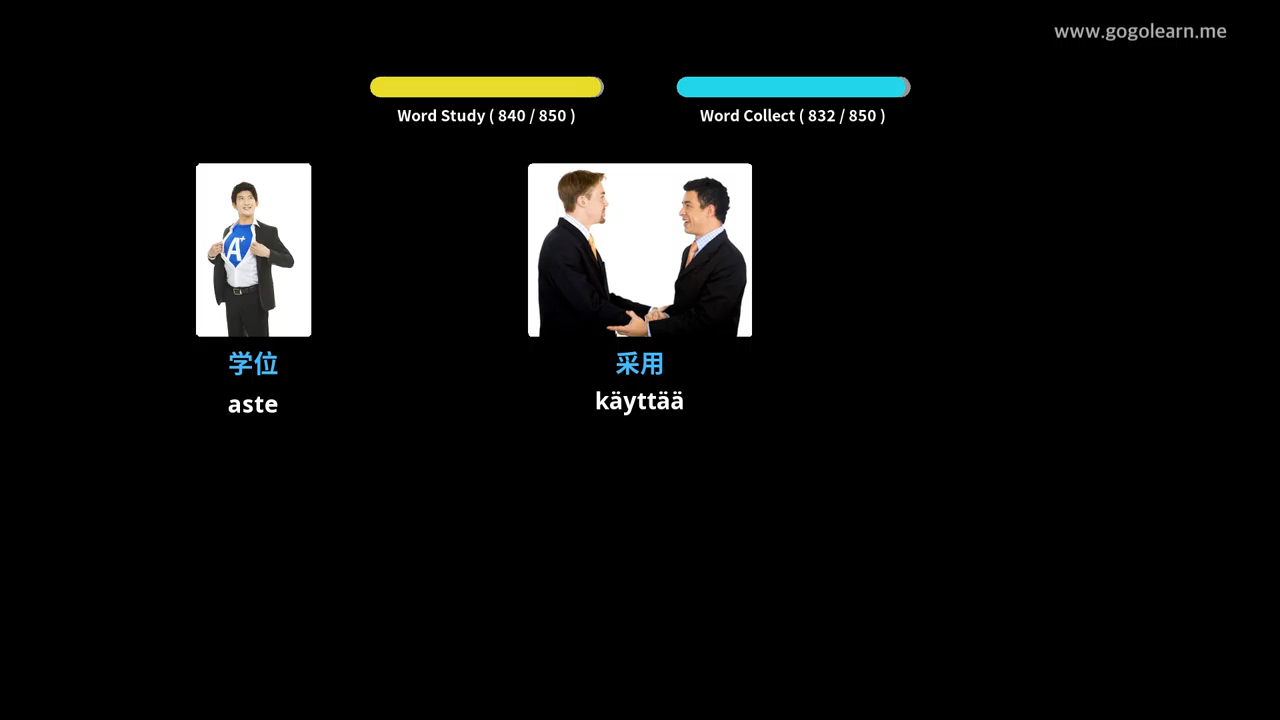 www.gogolearn.me
Word Study ( 840 / 850 )
Word Collect ( 832 / 850 )
A+
学位
采用
aste
käyttää